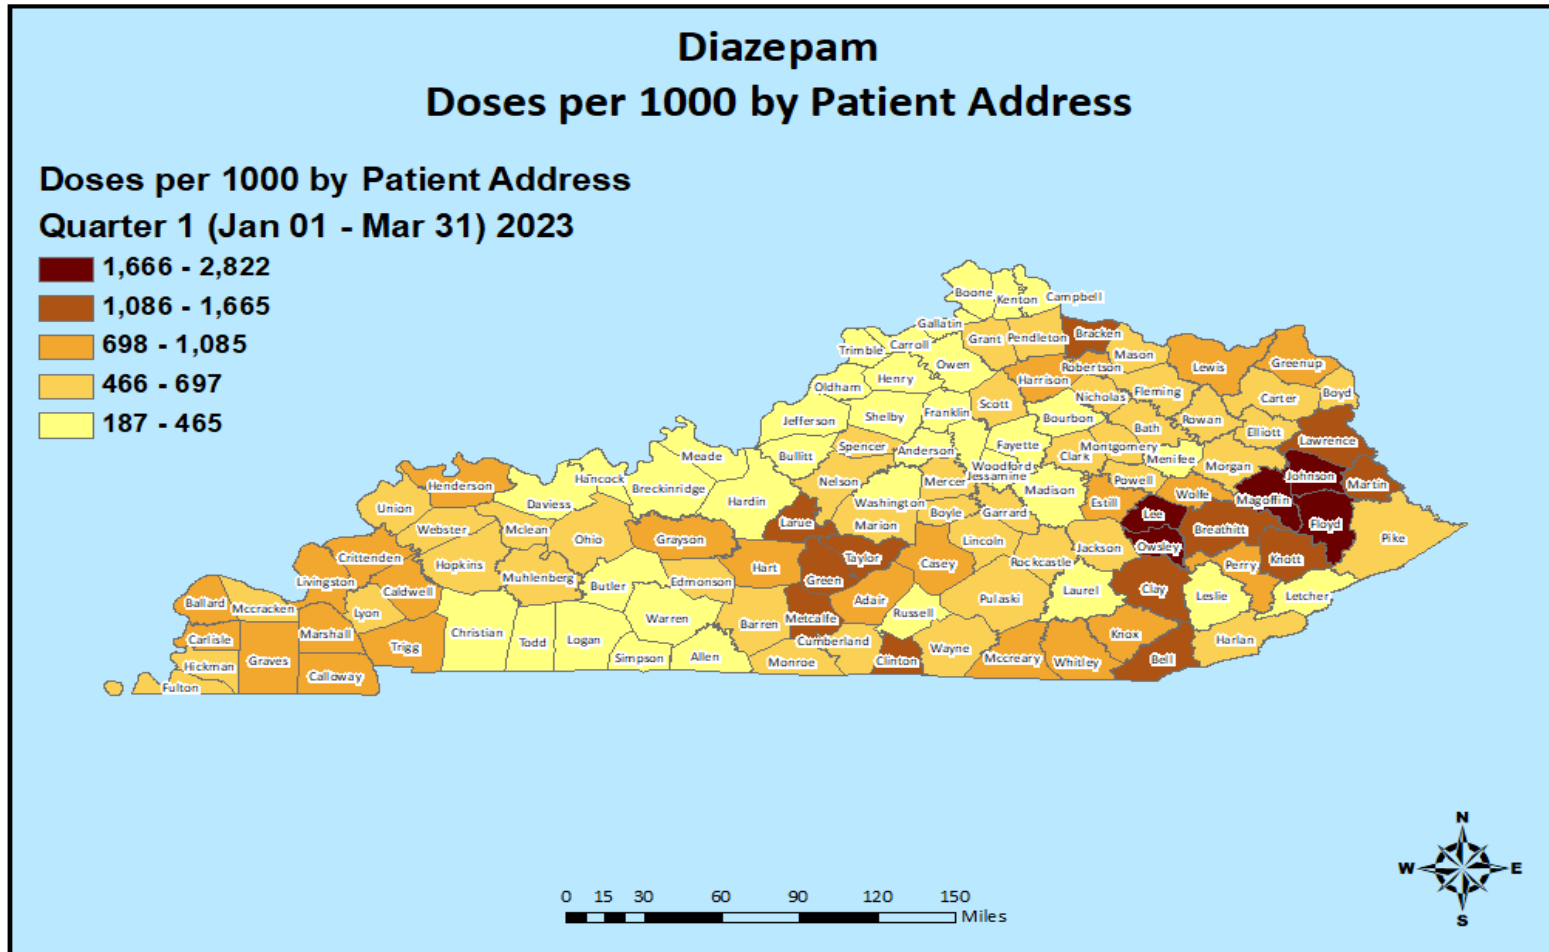 Diazepam
Doses per 1000 by Patient Address
Doses per 1000 by Patient Address
Quarter 1 (Jan 01 - Mar 31) 2023
1,666 - 2,822
1,086 - 1,665
698 - 1,085
466 - 697
187 - 465
Boone
Kenton
Campbell
Gallatin
Grant
Pendleton
Bracken
Trimble
Carroll
Owen
Mason
Robertson
Lewis
Greenup
Oldham
Henry
Harrison
Nicholas
Fleming
Carter
Boyd
Jefferson
Shelby
Franklin
Scott
Bourbon
Bath
Rowan
Elliott
Lawrence
Bullitt
Spencer
Anderson
Fayette
Woodford
Jessamine
Clark
Montgomery
Menifee
Morgan
Johnson
Martin
Meade
Hancock
Breckinridge
Hardin
Nelson
Washington
Mercer
Madison
Estill
Powell
Wolfe
Magoffin
Floyd
Henderson
Daviess
Union
Webster
Mclean
Ohio
Grayson
Larue
Marion
Boyle
Garrard
Lee
Owsley
Breathitt
Knott
Pike
Crittenden
Hopkins
Muhlenberg
Butler
Edmonson
Hart
Green
Taylor
Casey
Lincoln
Rockcastle
Jackson
Clay
Perry
Leslie
Letcher
Livingston
Caldwell
Lyon
Ballard
Mccracken
Carlisle
Hickman
Fulton
Graves
Marshall
Calloway
Trigg
Christian
Todd
Logan
Simpson
Warren
Allen
Barren
Metcalfe
Adair
Russell
Pulaski
Laurel
Knox
Harlan
Monroe
Cumberland
Clinton
Wayne
Mccreary
Whitley
Bell
0 15 30 60 90 120 150
Miles
N
W E
S